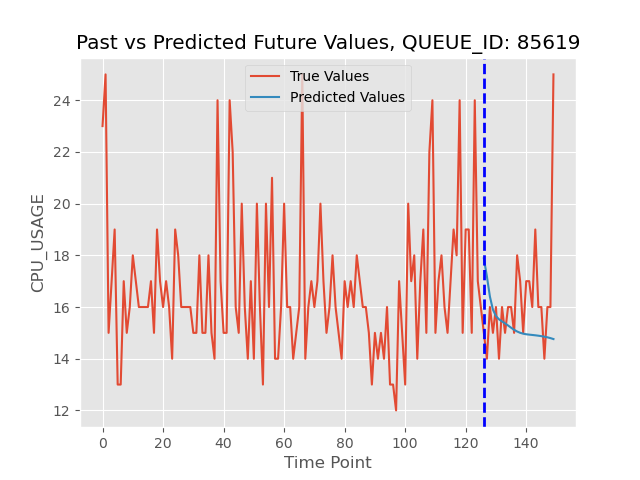 Past vs Predicted Future Values, QUEUE_ID: 85619
True Values
Predicted Values
24
22
20
18
16
14
12
CPU_USAGE
0 20 40 60 80 100 120 140
Time Point